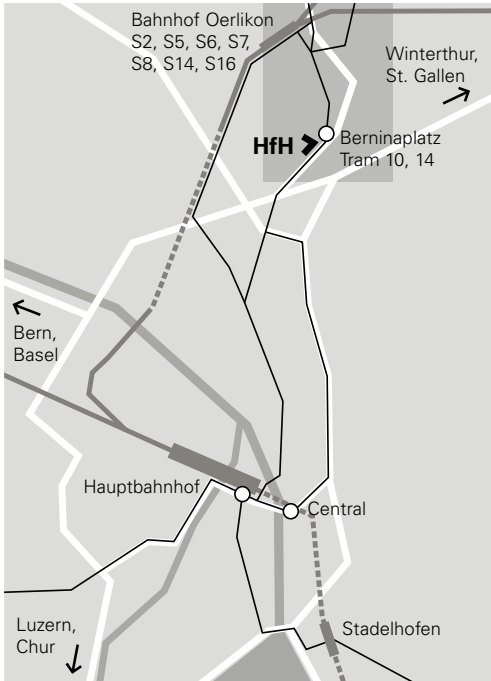 Bahnhof Oerlikon
S2, S5, S6, S7,
S8, S14, S16
Winterthur,
St. Gallen
HfH
Berninaplatz
Tram 10, 14
Bern,
Basel
Hauptbahnhof
Central
Luzern,
Chur
Stadelhofen